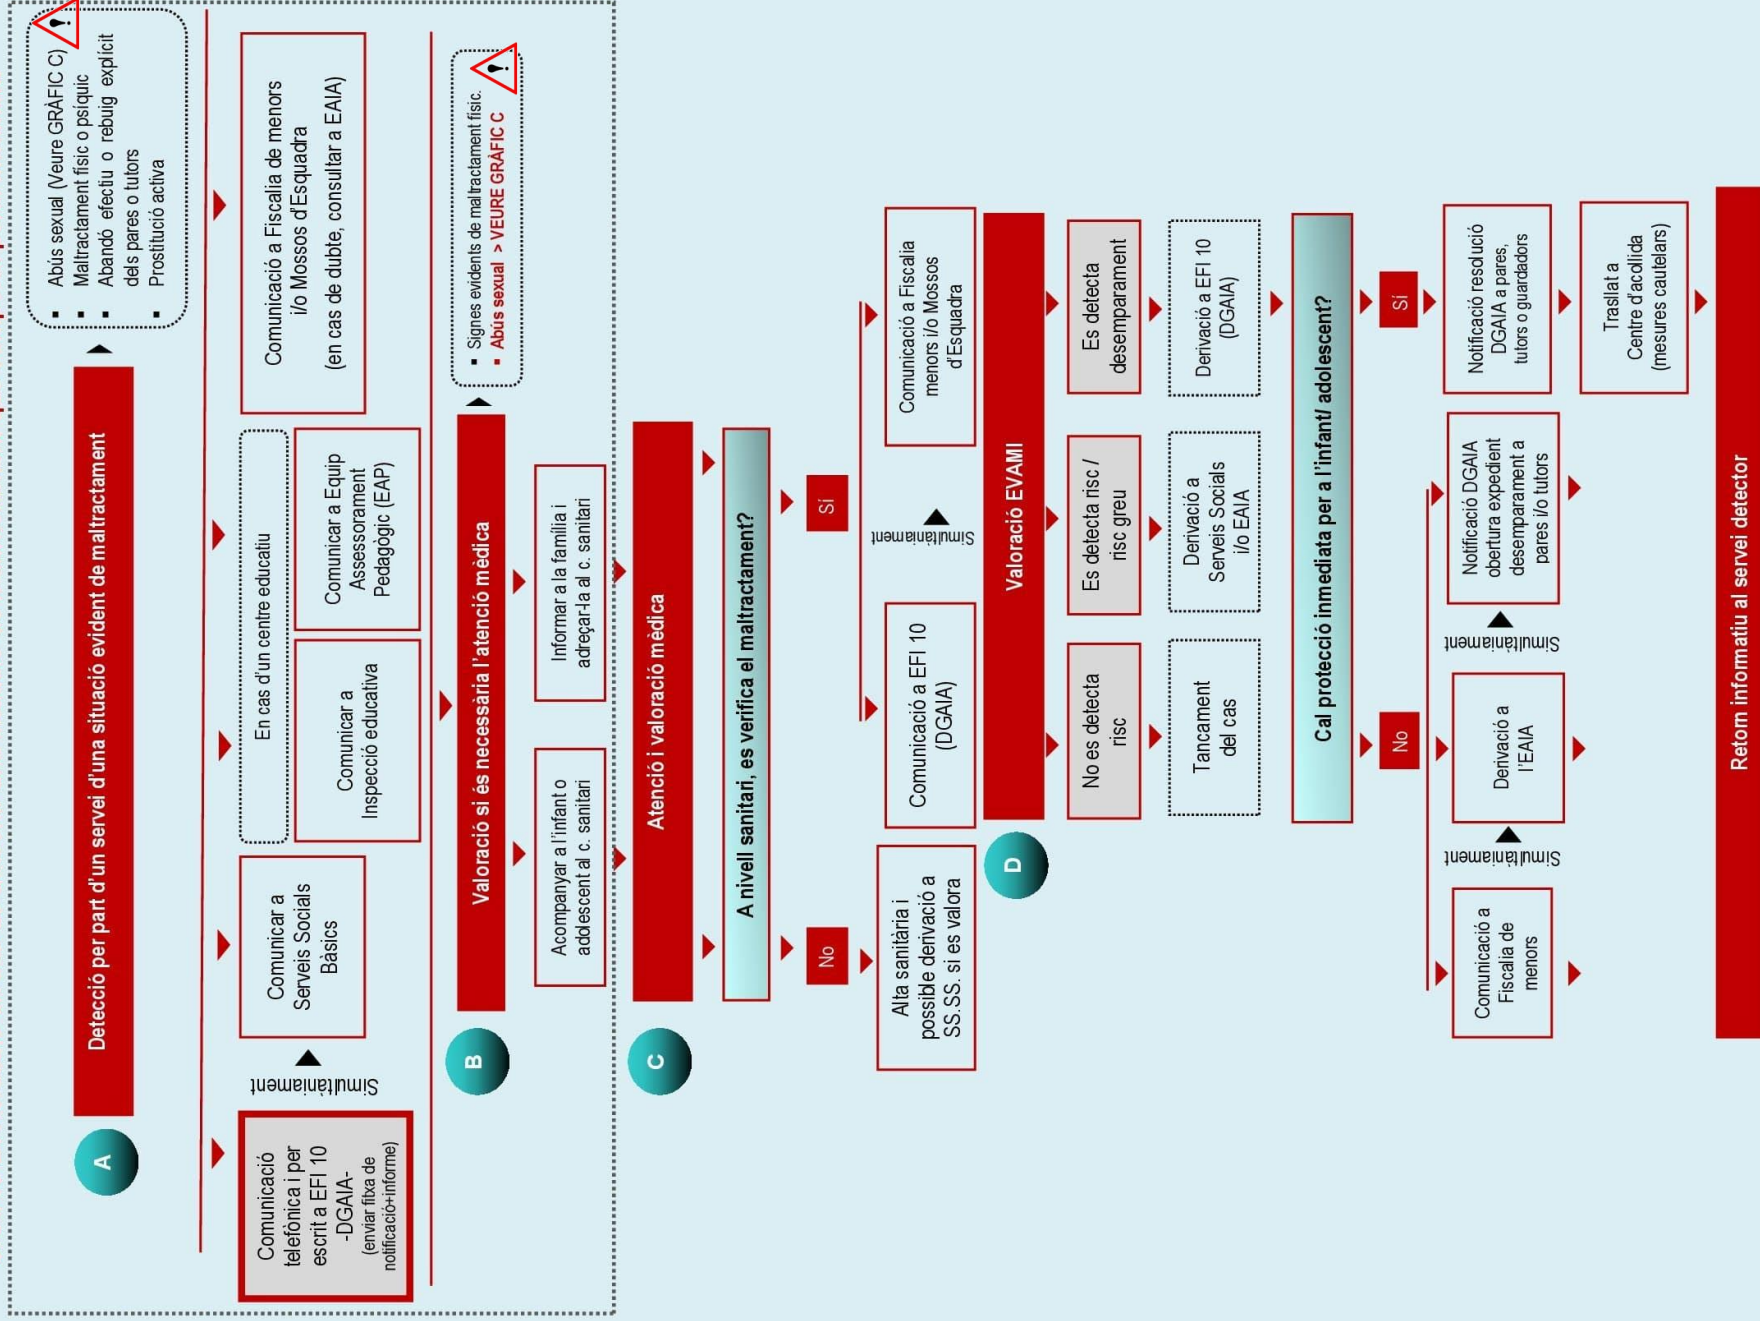 A
Detecció per part d'un servei d'una situació evident de maltractament
▪ Abús sexual (Veure GRÀFIC C)
▪ Maltractament físic o psíquic
▪ Abandó efectiu o rebuig explícit
dels pares o tutors
▪ Prostitució activa
!
Comunicació
telefònica i per
escrit a EFI 10
-DGAIA-
(enviar fitxa de
notificació+informe)
Simultàniament
Comunicar a
Serveis Socials
Bàsics
En cas d'un centre educatiu
Comunicar a
Inspecció educativa
Comunicar a Equip
Assessorament
Pedagògic (EAP)
Comunicació a Fiscalia de menors
i/o Mossos d'Esquadra
(en cas de dubte, consultar a EAIA)
B
Valoració si és necessària l'atenció mèdica
▪ Signes evidents de maltractament físic.
▪ Abús sexual > VEURE GRÀFIC C
!
Acompanyar a l'infant o
adolescent al c. sanitari
Informar a la família i
adreçar-la al c. sanitari
C
Atenció i valoració mèdica
A nivell sanitari, es verifica el maltractament?
No
Sí
Alta sanitària i
possible derivació a
SS.SS. si es valora
Comunicació a EFI 10
(DGAIA)
Simultàniament
Comunicació a Fiscalia
menors i/o Mossos
d'Esquadra
D
Valoració EVAMI
No es detecta
risc
Es detecta risc /
risc greu
Es detecta
desemparament
Tancament
del cas
Derivació a
Serveis Socials
i/o EAIA
Derivació a EFI 10
(DGAIA)
Cal protecció inmediata per a l'infant/ adolescent?
No
Sí
Comunicació a
Fiscalia de
menors
Simultàniament
Derivació a
l'EAIA
Simultàniament
Notificació DGAIA
obertura expedient
desemparament a
pares i/o tutors
Notificació resolució
DGAIA a pares,
tutors o guardadors
Trasllat a
Centre d'acollida
(mesures cautelars)
Retorn informatiu al servei detector